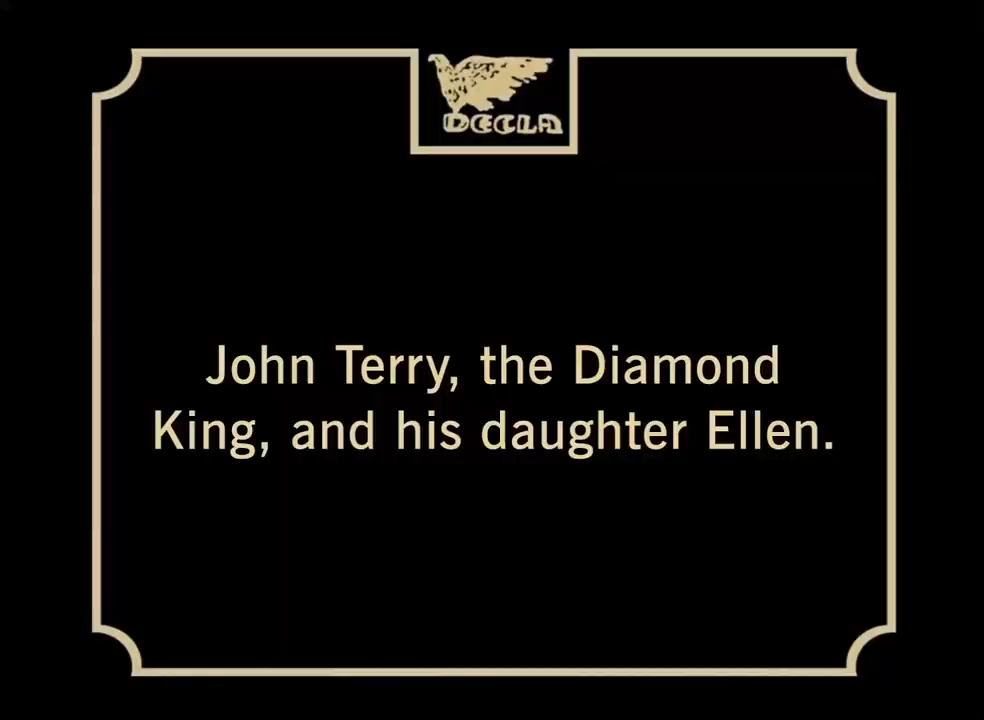 DECLA
John Terry, the Diamond
King, and his daughter Ellen.